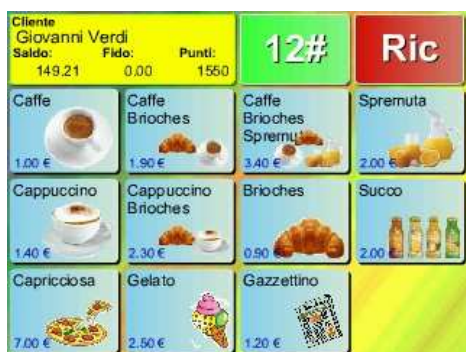 Cliente
Giovanni Verdi
Saldo: Fido: Punti:
149.21 0.00 1550
12#
Ric
Caffe
1.00 €
Caffe
Brioches
1.90 €
Caffe
Brioches
Spremuta
3.40 €
Spremuta
2.00 €
Cappuccino
1.40 €
Cappuccino
Brioches
2.30 €
Brioches
0.90 €
Succo
2.00 €
Capricciosa
7.00 €
Gelato
2.50 €
Gazzettino
1.20 €